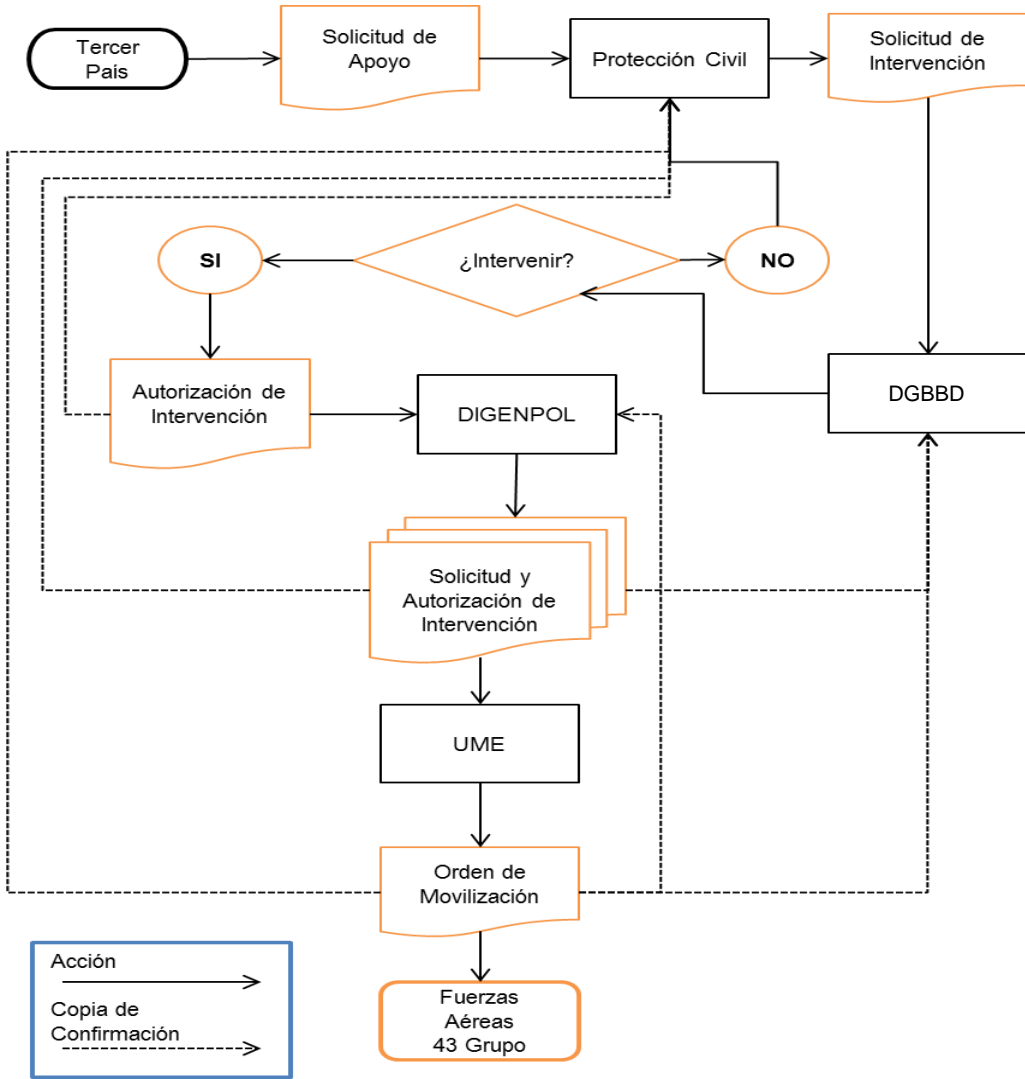 Tercer
País
Solicitud de
Apoyo
Protección Civil
Solicitud de
Intervención
SI
¿Intervenir?
NO
Autorización de
Intervención
DIGENPOL
DGBBD
Solicitud y
Autorización de
Intervención
UME
Orden de
Movilización
Acción
Copia de
Confirmación
Fuerzas
Aéreas
43 Grupo